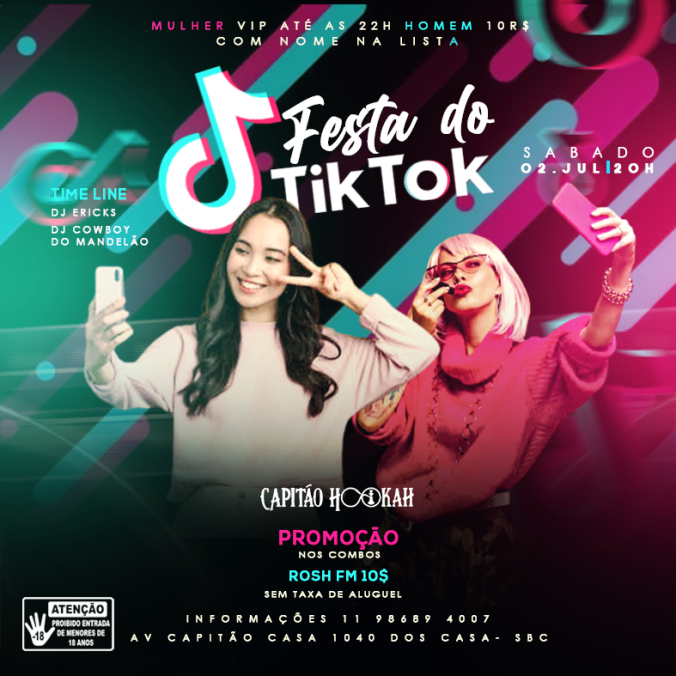 MULHER VIP ATÉ AS 22H HOMEM 10R$
COM NOME NA LISTA
Festa do
TikTok
SABADO
02.JUL|20H
TIME LINE
DJ ERICKS
DJ COWBOY
DO MANDELÃO
CAPITÃO HOOKAH
PROMOÇÃO
NOS COMBOS
ROSH FM 10$
SEM TAXA DE ALUGUEL
ATENÇÃO
PROIBIDO ENTRADA
DE MENORES DE
18 ANOS
-18
INFORMAÇÕES 11 98689 4007
AV CAPITÃO CASA 1040 DOS CASA- SBC